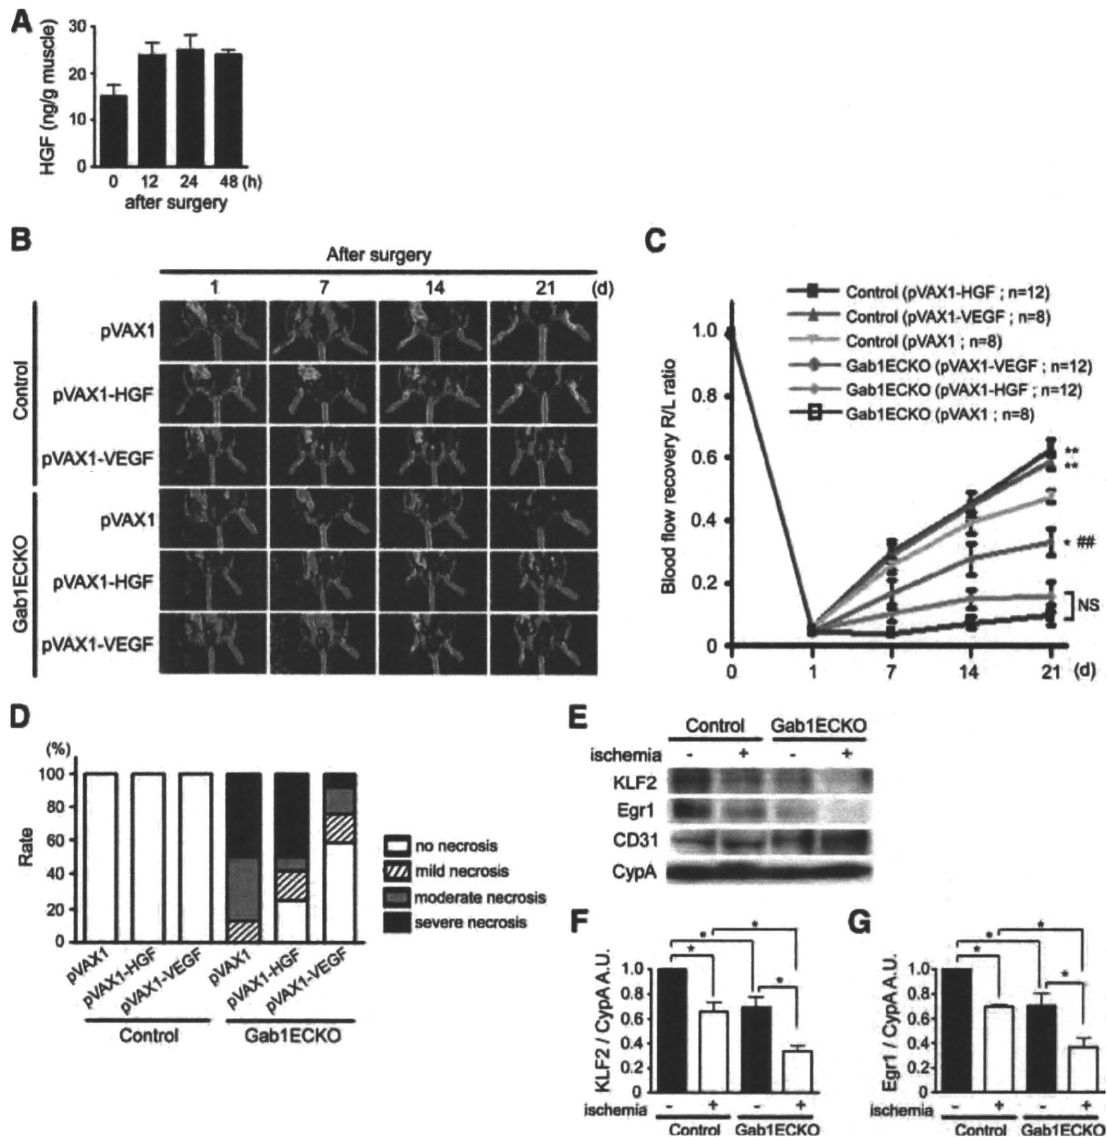 A
30
20
10
0
HGF (ng/g muscle)
0 12 24 48 (h)
after surgery
B
After surgery
1 7 14 21 (d)
Control
pVAX1
pVAX1-HGF
pVAX1-VEGF
Gab1ECKO
pVAX1
pVAX1-HGF
pVAX1-VEGF
C
Control (pVAX1-HGF ; n=12)
Control (pVAX1-VEGF ; n=8)
Control (pVAX1 ; n=8)
Gab1ECKO (pVAX1-VEGF ; n=12)
Gab1ECKO (pVAX1-HGF ; n=12)
Gab1ECKO (pVAX1 ; n=8)
Blood flow recovery R/L ratio
1.0
0.8
0.6
0.4
0.2
0
**
**
* ##
NS
0 1 7 14 21 (d)
D
(%)
100
80
60
40
20
0
Rate
no necrosis
mild necrosis
moderate necrosis
severe necrosis
pVAX1
pVAX1-HGF
pVAX1-VEGF
pVAX1
pVAX1-HGF
pVAX1-VEGF
Control Gab1ECKO
E
Control Gab1ECKO
ischemia - + - +
KLF2
Egr1
CD31
CypA
F
KLF2 / CypA A.U.
1.0
0.8
0.6
0.4
0.2
0
*
*
*
*
ischemia - + - +
Control Gab1ECKO
G
Egr1 / CypA A.U.
1.0
0.8
0.6
0.4
0.2
0
*
*
*
*
ischemia - + - +
Control Gab1ECKO